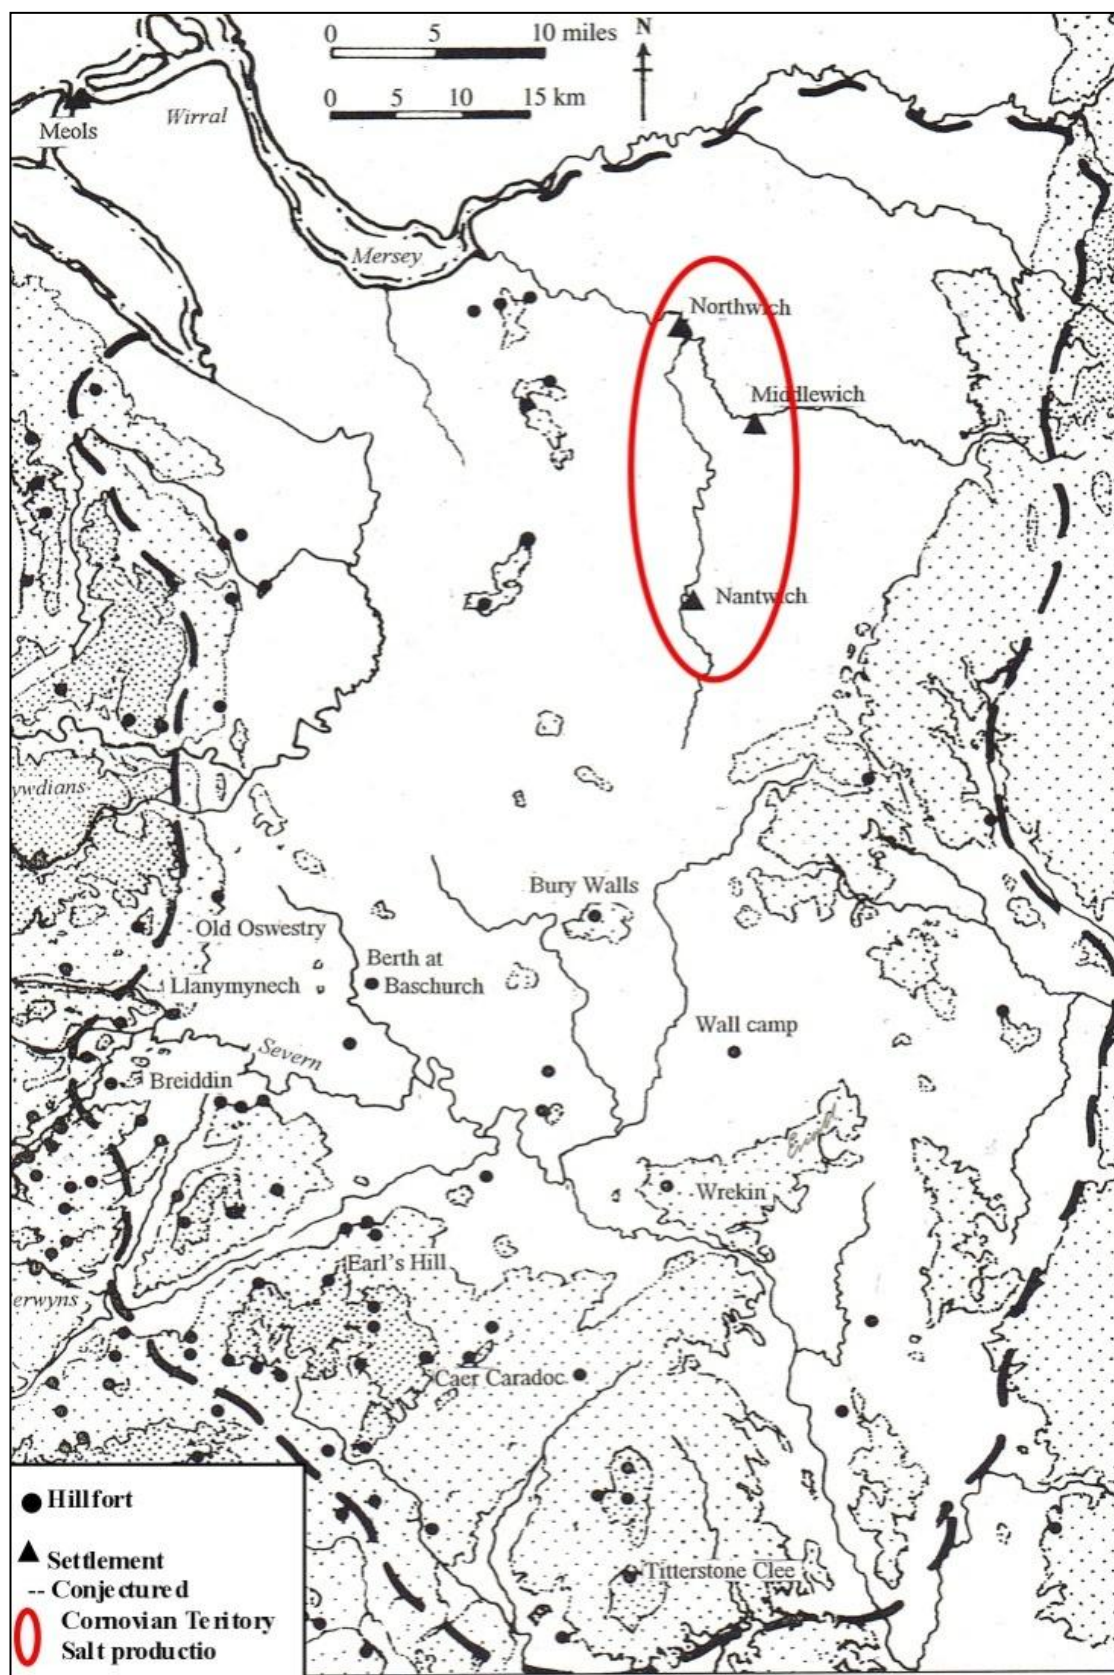 0 5 10 miles
N
0 5 10 15 km
Meols
Wirral
Mersey
Northwich
Middlewich
Nantwich
ywdians
Bury Walls
Old Oswestry
Berth at
Baschurch
Llanymynech
Wall camp
Severn
Breiddin
Wrekin
Earl's Hill
erwyns
Caer Caradoc
Titterstone Clee
Hillfort
Settlement
-- Conjectured
Cornovian Teritory
Salt productio